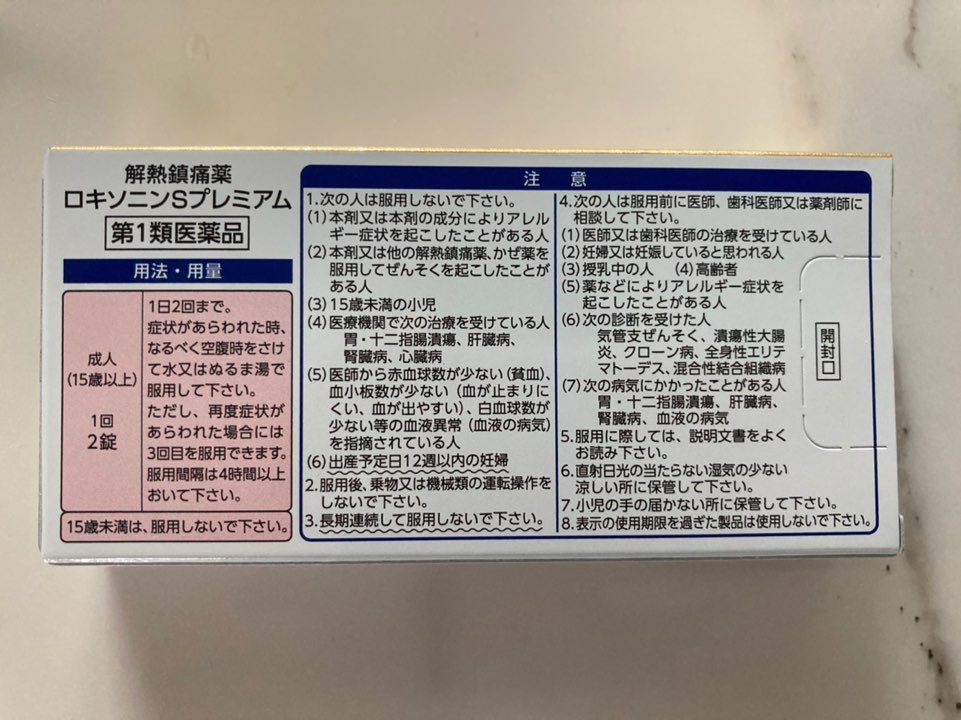 解熱鎮痛薬
ロキソニンSプレミアム
第1類医薬品
用法・用量
成人
(15歳以上)
1回
2錠
1日2回まで。
症状があらわれた時、
なるべく空腹時をさけ
て水又はぬるま湯で
服用して下さい。
ただし、再度症状が
あらわれた場合には
3回目を服用できます。
服用間隔は4時間以上
おいて下さい。
15歳未満は、服用しないで下さい。
注 意
1.次の人は服用しないで下さい。
(1)本剤又は本剤の成分によりアレル
ギー症状を起こしたことがある人
(2)本剤又は他の解熱鎮痛薬、かぜ薬を
服用してぜんそくを起こしたことが
ある人
(3)15歳未満の小児
(4)医療機関で次の治療を受けている人
胃・十二指腸潰瘍、肝臓病、
腎臓病、心臓病
(5)医師から赤血球数が少ない(貧血)、
血小板数が少ない(血が止まりに
くい、血が出やすい)、白血球数が
少ない等の血液異常(血液の病気)
を指摘されている人
(6)出産予定日12週以内の妊婦
2.服用後、乗物又は機械類の運転操作を
しないで下さい。
3.長期連続して服用しないで下さい。
4.次の人は服用前に医師、歯科医師又は薬剤師に
相談して下さい。
(1)医師又は歯科医師の治療を受けている人
(2)妊婦又は妊娠していると思われる人
(3)授乳中の人 (4)高齢者
(5)薬などによりアレルギー症状を
起こしたことがある人
(6)次の診断を受けた人
気管支ぜんそく、潰瘍性大腸
炎、クローン病、全身性エリテ
マトーデス、混合性結合組織病
(7)次の病気にかかったことがある人
胃・十二指腸潰瘍、肝臓病、
腎臓病、血液の病気
5.服用に際しては、説明文書をよく
お読み下さい。
6.直射日光の当たらない湿気の少ない
涼しい所に保管して下さい。
7.小児の手の届かない所に保管して下さい。
8.表示の使用期限を過ぎた製品は使用しないで下さい。
開封口